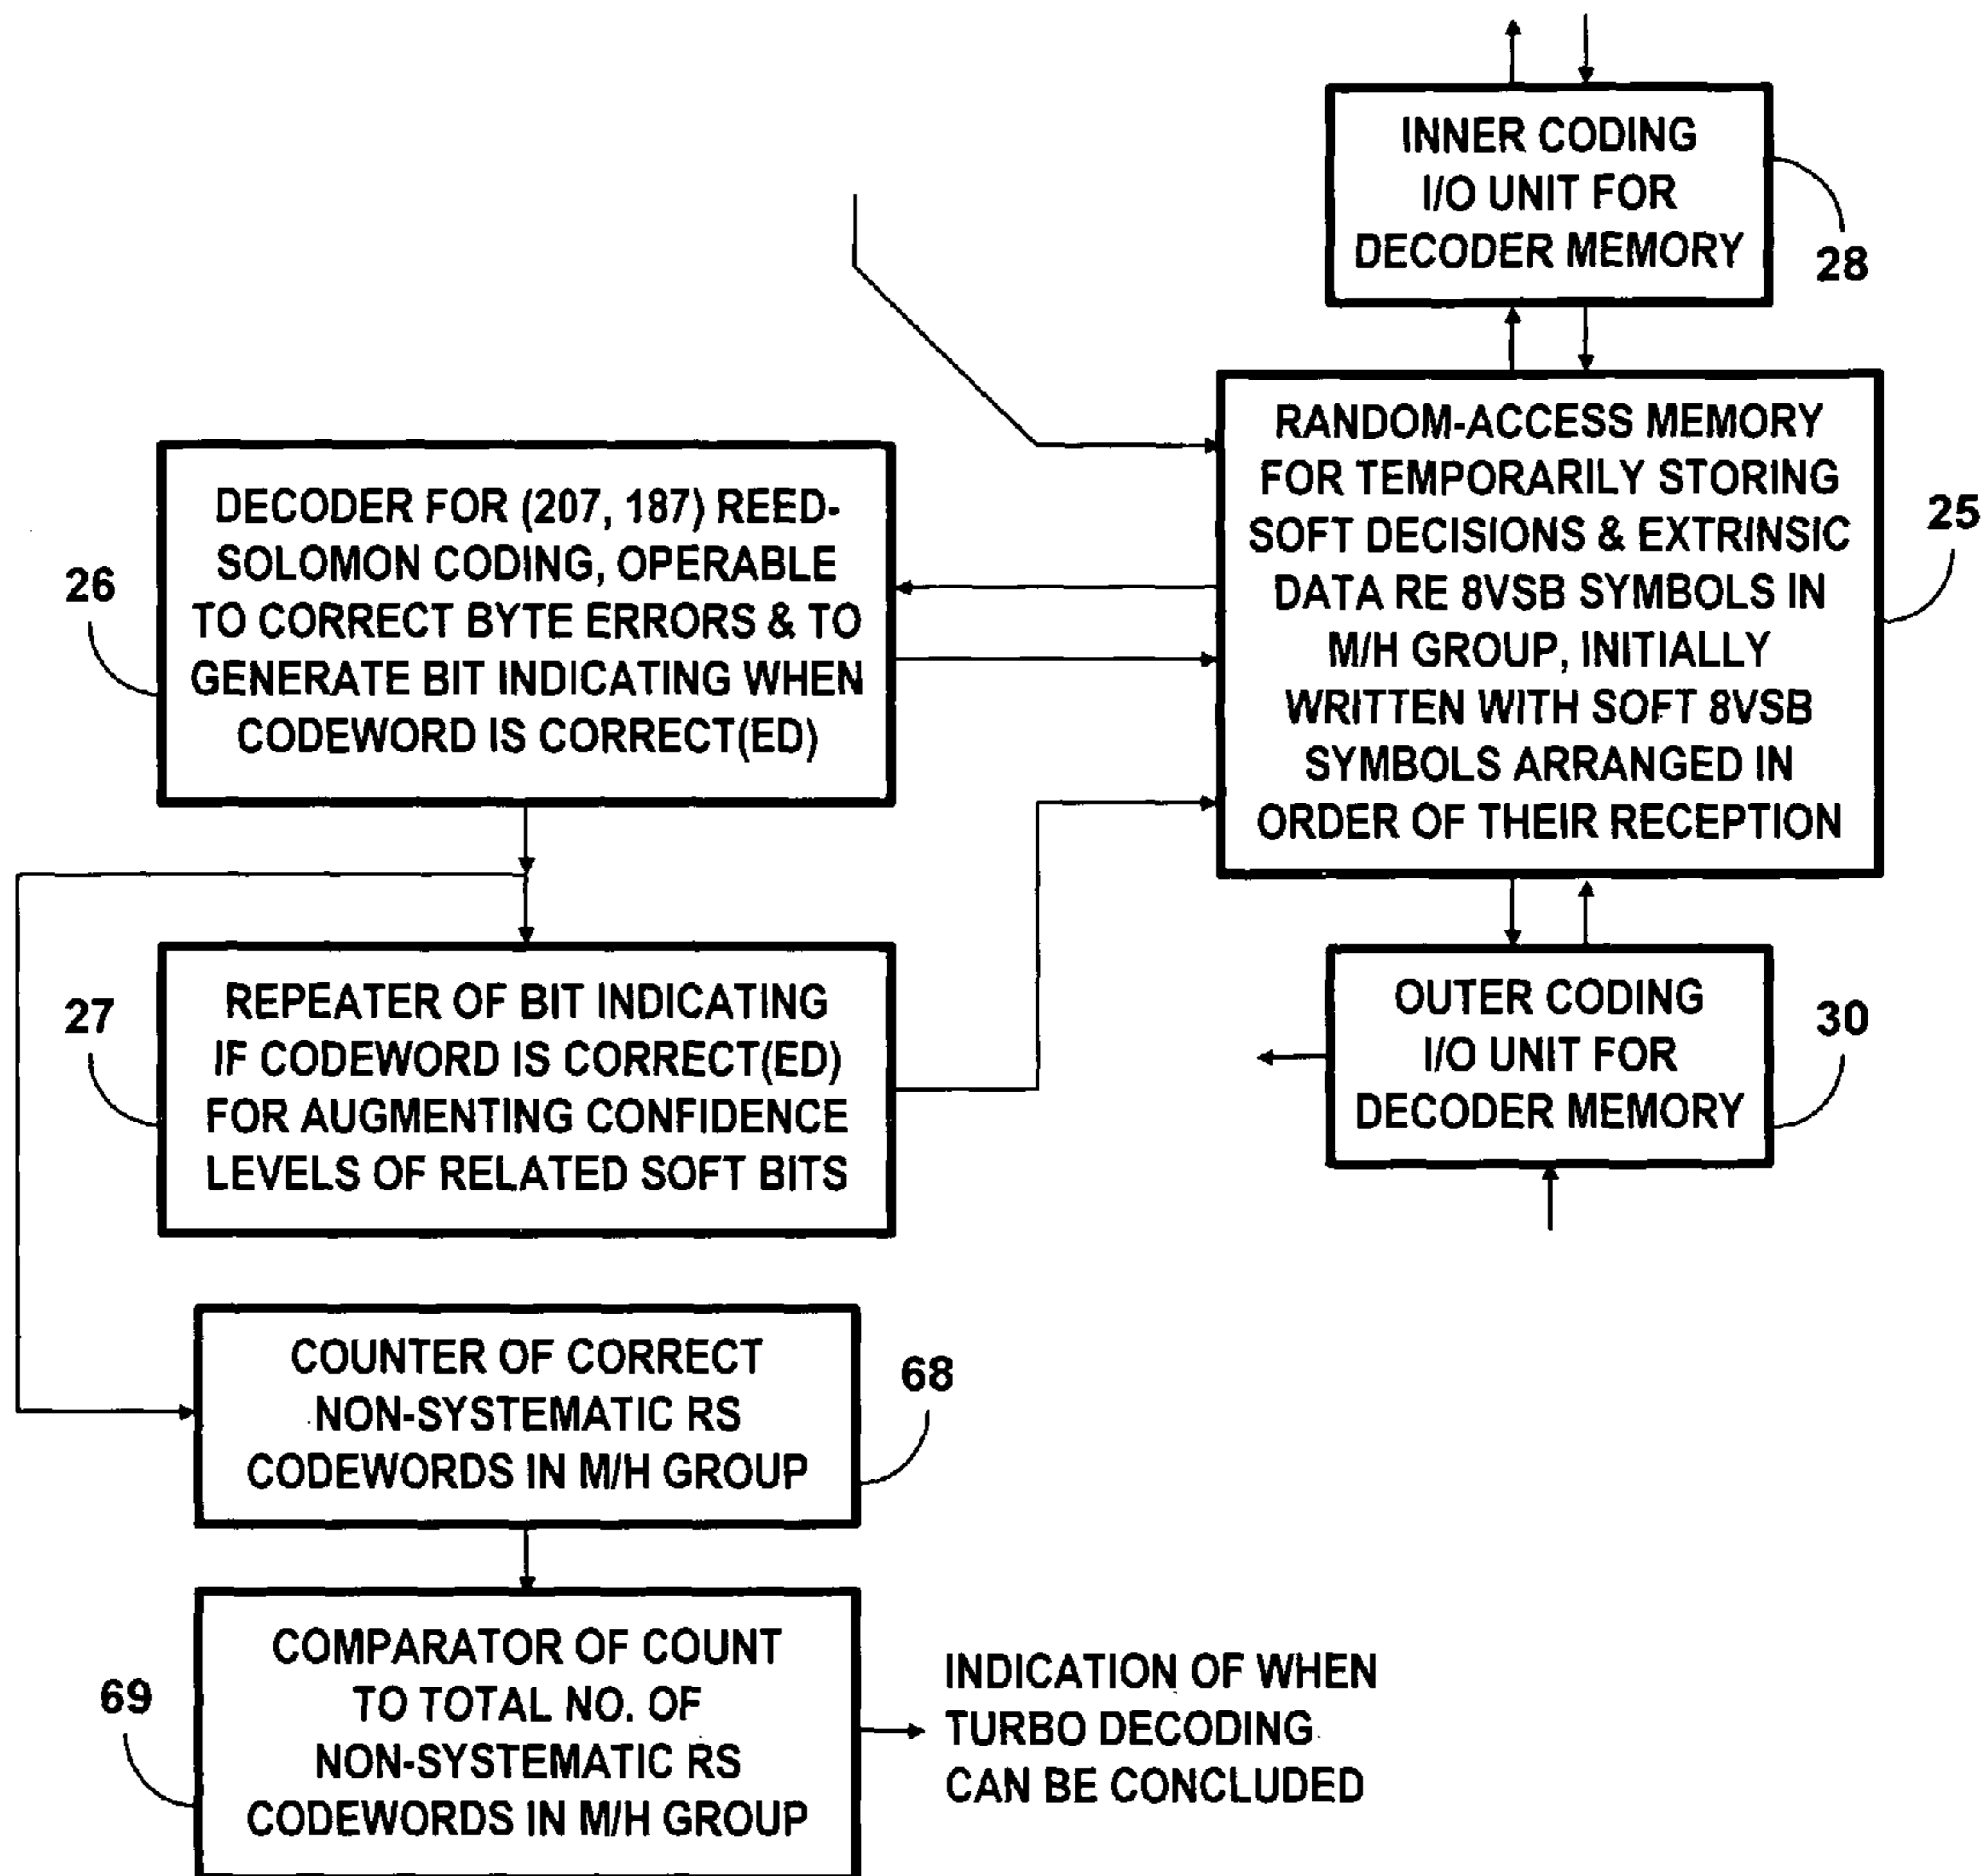 INNER CODING
I/O UNIT FOR
DECODER MEMORY
28
RANDOM-ACCESS MEMORY
FOR TEMPORARILY STORING
SOFT DECISIONS & EXTRINSIC
DATA RE 8VSB SYMBOLS IN
M/H GROUP, INITIALLY
WRITTEN WITH SOFT 8VSB
SYMBOLS ARRANGED IN
ORDER OF THEIR RECEPTION
25
DECODER FOR (207, 187) REED-
SOLOMON CODING, OPERABLE
TO CORRECT BYTE ERRORS & TO
GENERATE BIT INDICATING WHEN
CODEWORD IS CORRECT(ED)
26
REPEATER OF BIT INDICATING
IF CODEWORD IS CORRECT(ED)
FOR AUGMENTING CONFIDENCE
LEVELS OF RELATED SOFT BITS
27
OUTER CODING
I/O UNIT FOR
DECODER MEMORY
30
COUNTER OF CORRECT
NON-SYSTEMATIC RS
CODEWORDS IN M/H GROUP
68
COMPARATOR OF COUNT
TO TOTAL NO. OF
NON-SYSTEMATIC RS
CODEWORDS IN M/H GROUP
69
INDICATION OF WHEN
TURBO DECODING
CAN BE CONCLUDED